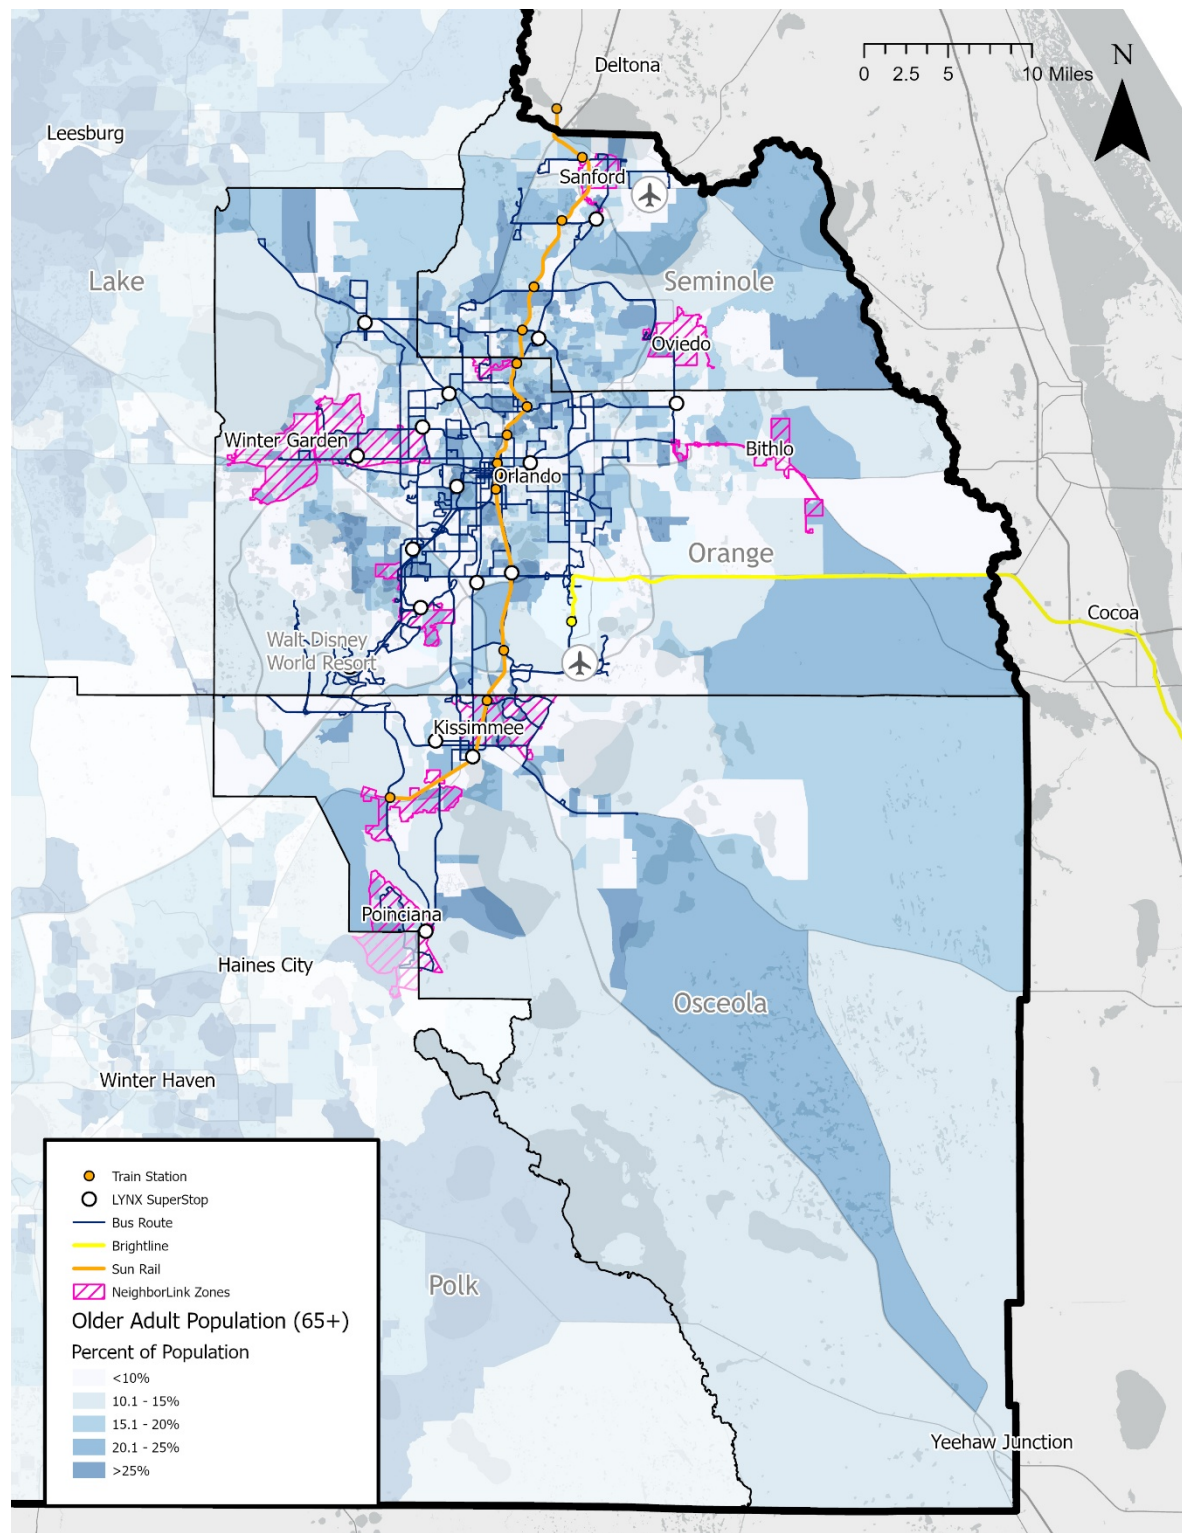 Deltona
N
0 2.5 5 10 Miles
Leesburg
Sanford
Lake
Seminole
Oviedo
Winter Garden
Bithlo
Orlando
Orange
Cocoa
Walt Disney
World Resort
Kissimmee
Poinciana
Haines City
Osceola
Winter Haven
Polk
Yeehaw Junction
Train Station
LYNX SuperStop
Bus Route
Brightline
Sun Rail
NeighborLink Zones
Older Adult Population (65+)
Percent of Population
<10%
10.1 - 15%
15.1 - 20%
20.1 - 25%
>25%